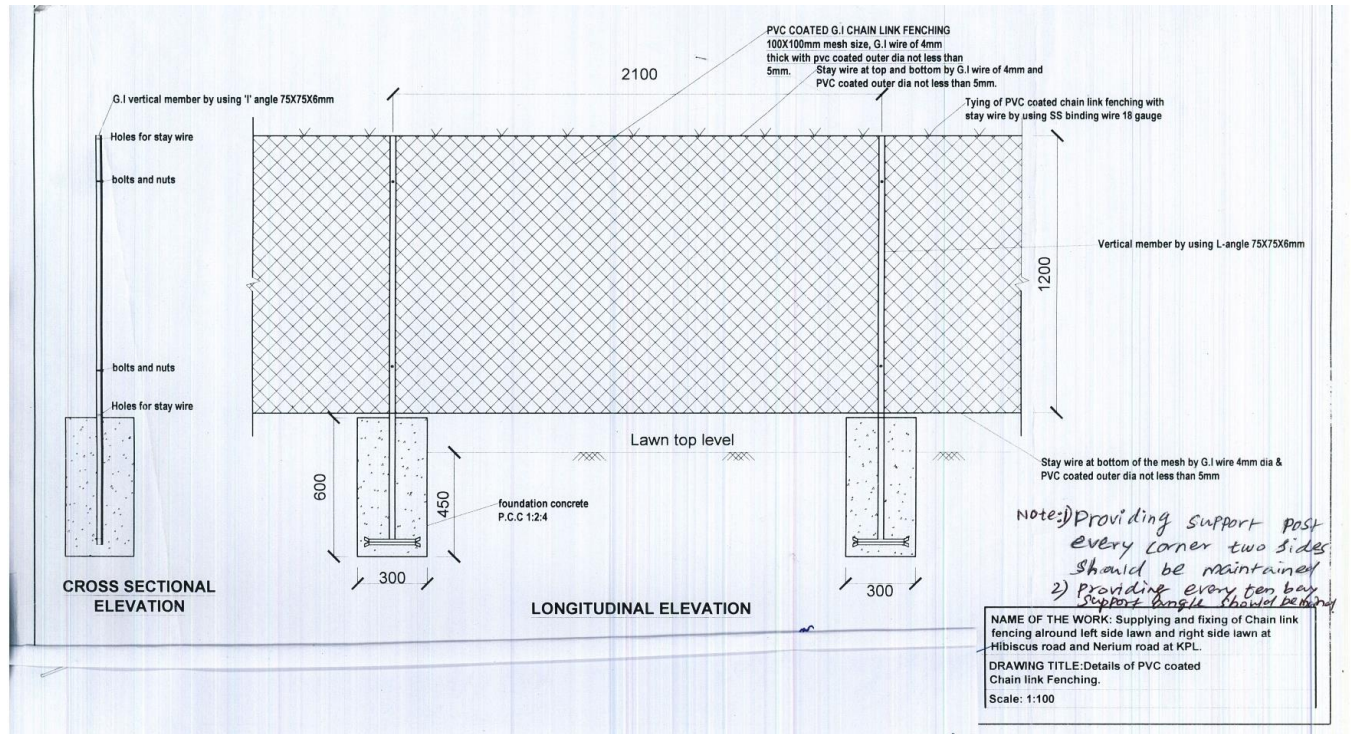 PVC COATED G.I CHAIN LINK FENCHING
100X100mm mesh size, G.I wire of 4mm
thick with pvc coated outer dia not less than
5mm.
Stay wire at top and bottom by G.I wire of 4mm and
PVC coated outer dia not less than 5mm.
2100
G.I vertical member by using 'l' angle 75X75X6mm
Tying of PVC coated chain link fenching with
stay wire by using SS binding wire 18 gauge
Holes for stay wire
bolts and nuts
Vertical member by using L-angle 75X75X6mm
1200
bolts and nuts
Holes for stay wire
Lawn top level
Stay wire at bottom of the mesh by G.I wire 4mm dia &
PVC coated outer dia not less than 5mm
600
450
foundation concrete
P.C.C 1:2:4
300
300
CROSS SECTIONAL
ELEVATION
LONGITUDINAL ELEVATION
Note:1) Providing support post
every corner two sides
should be maintained
2) Providing every ten bay
support angle should be
NAME OF THE WORK: Supplying and fixing of Chain link
fencing alround left side lawn and right side lawn at
Hibiscus road and Nerium road at KPL.
DRAWING TITLE:Details of PVC coated
Chain link Fenching.
Scale: 1:100